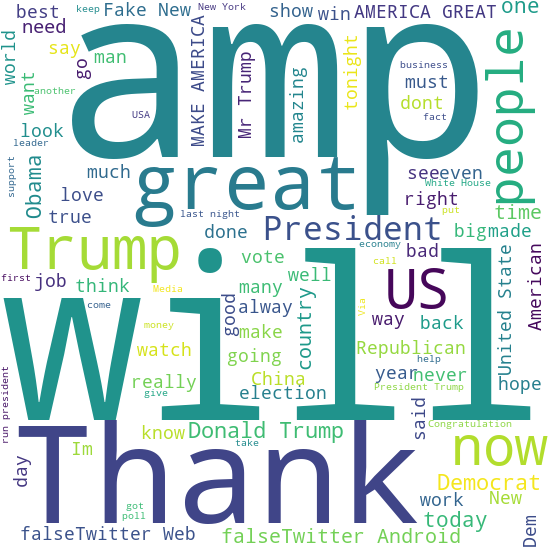 best
Fake New
keep
New York
show
win
AMERICA GREAT
one
need
say
go
man
world
amp
MAKE AMERICA
Mr Trump
amazing
tonight
business
must
dont
fact
people
want
another
look
USA
leader
support
Obama
much
love
true
great
seeeven
White House
right
put
time
last night
done
President
bigmade
Trump
will
US
economy
call
bad
American
United State
vote
many
well
first
job
think
Media
come
good
alway
country
Via
way
back
make
watch
going
Republican
money
really
China
year
never
help
hope
give
election
President Trump
run president
Thank
know
Donald Trump
said
Congratulation
now
day
Im
take
Democrat
got
poll
work
New
falseTwitter Web
falseTwitter Android
today
Dem